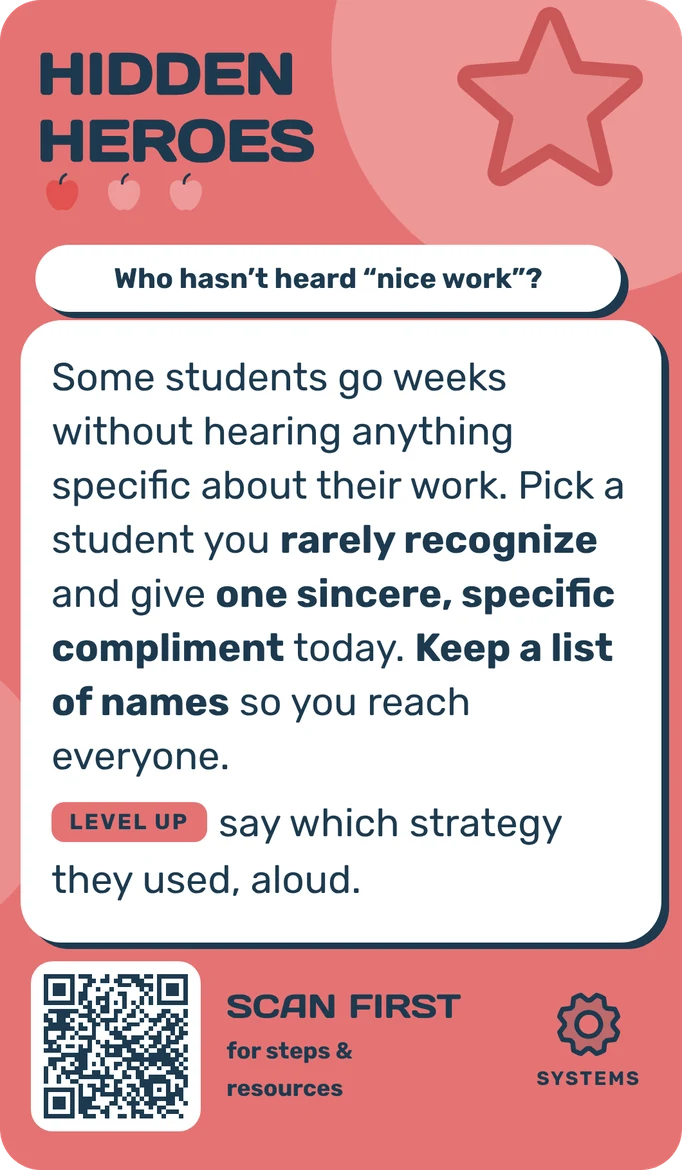 HIDDEN
HEROES
Who hasn’t heard “nice work”?
Some students go weeks
without hearing anything
specific about their work. Pick a
student you rarely recognize
and give one sincere, specific
compliment today. Keep a list
of names so you reach
everyone.
LEVEL UP say which strategy
they used, aloud.
SCAN FIRST
for steps &
resources
SYSTEMS